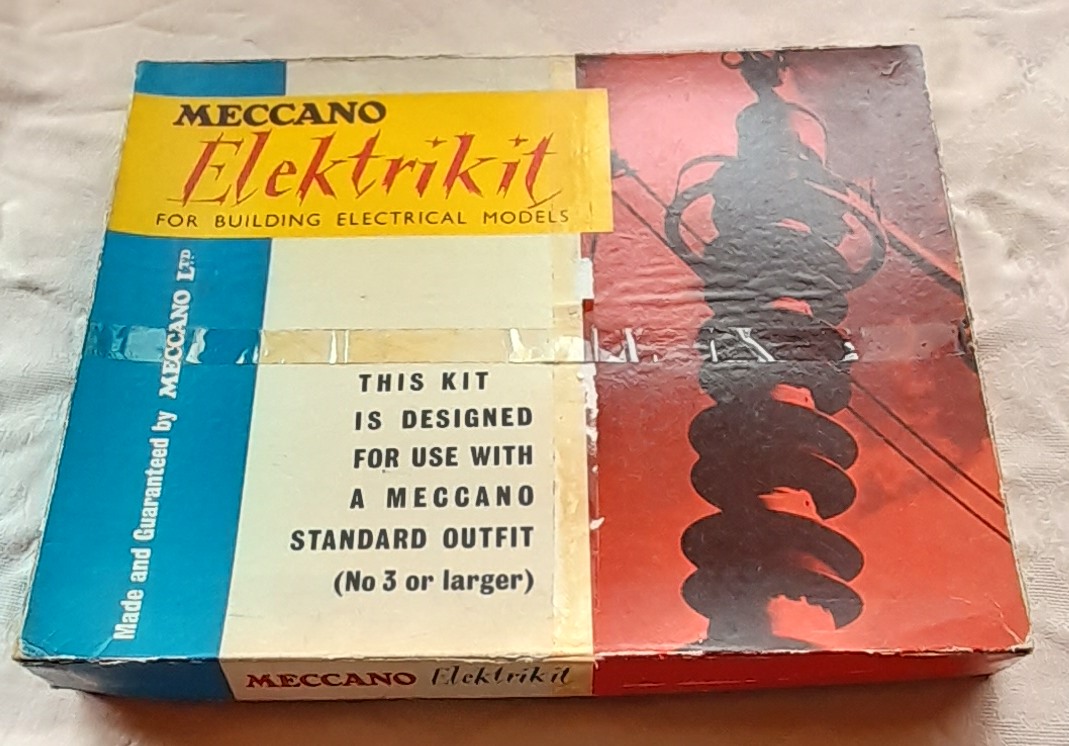 MECCANO
Elektrikit
FOR BUILDING ELECTRICAL MODELS
Made and Guaranteed by MECCANO LTD
THIS KIT
IS DESIGNED
FOR USE WITH
A MECCANO
STANDARD OUTFIT
(No 3 or larger)
MECCANO Elektrikit